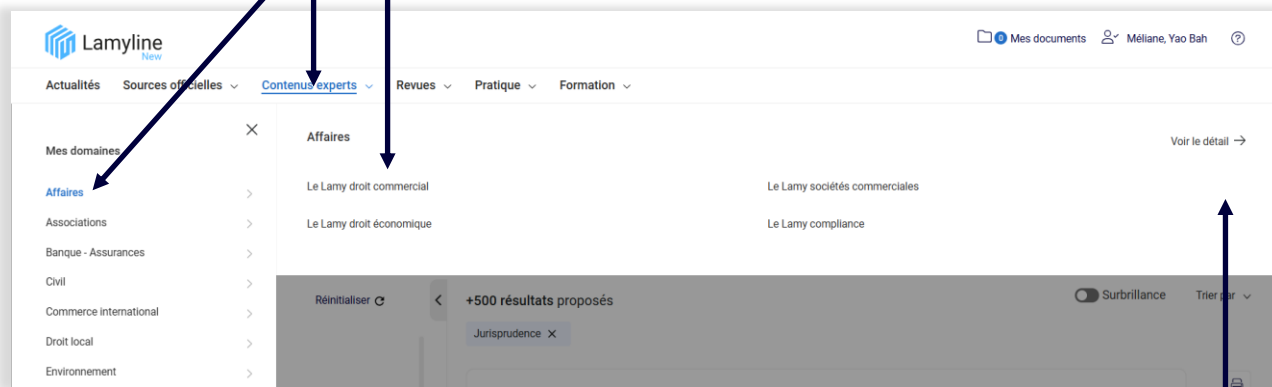 Lamyline
New
0 Mes documents Méliane, Yao Bah ?
Actualités Sources officielles Contenus experts Revues Pratique Formation
Mes domaines
Affaires
Associations
Banque - Assurances
Civil
Commerce international
Droit local
Environnement
Affaires
Voir le détail →
Le Lamy droit commercial Le Lamy sociétés commerciales
Le Lamy droit économique Le Lamy compliance
Réinitialiser +500 résultats proposés Surbrillance Trier par
Jurisprudence ×